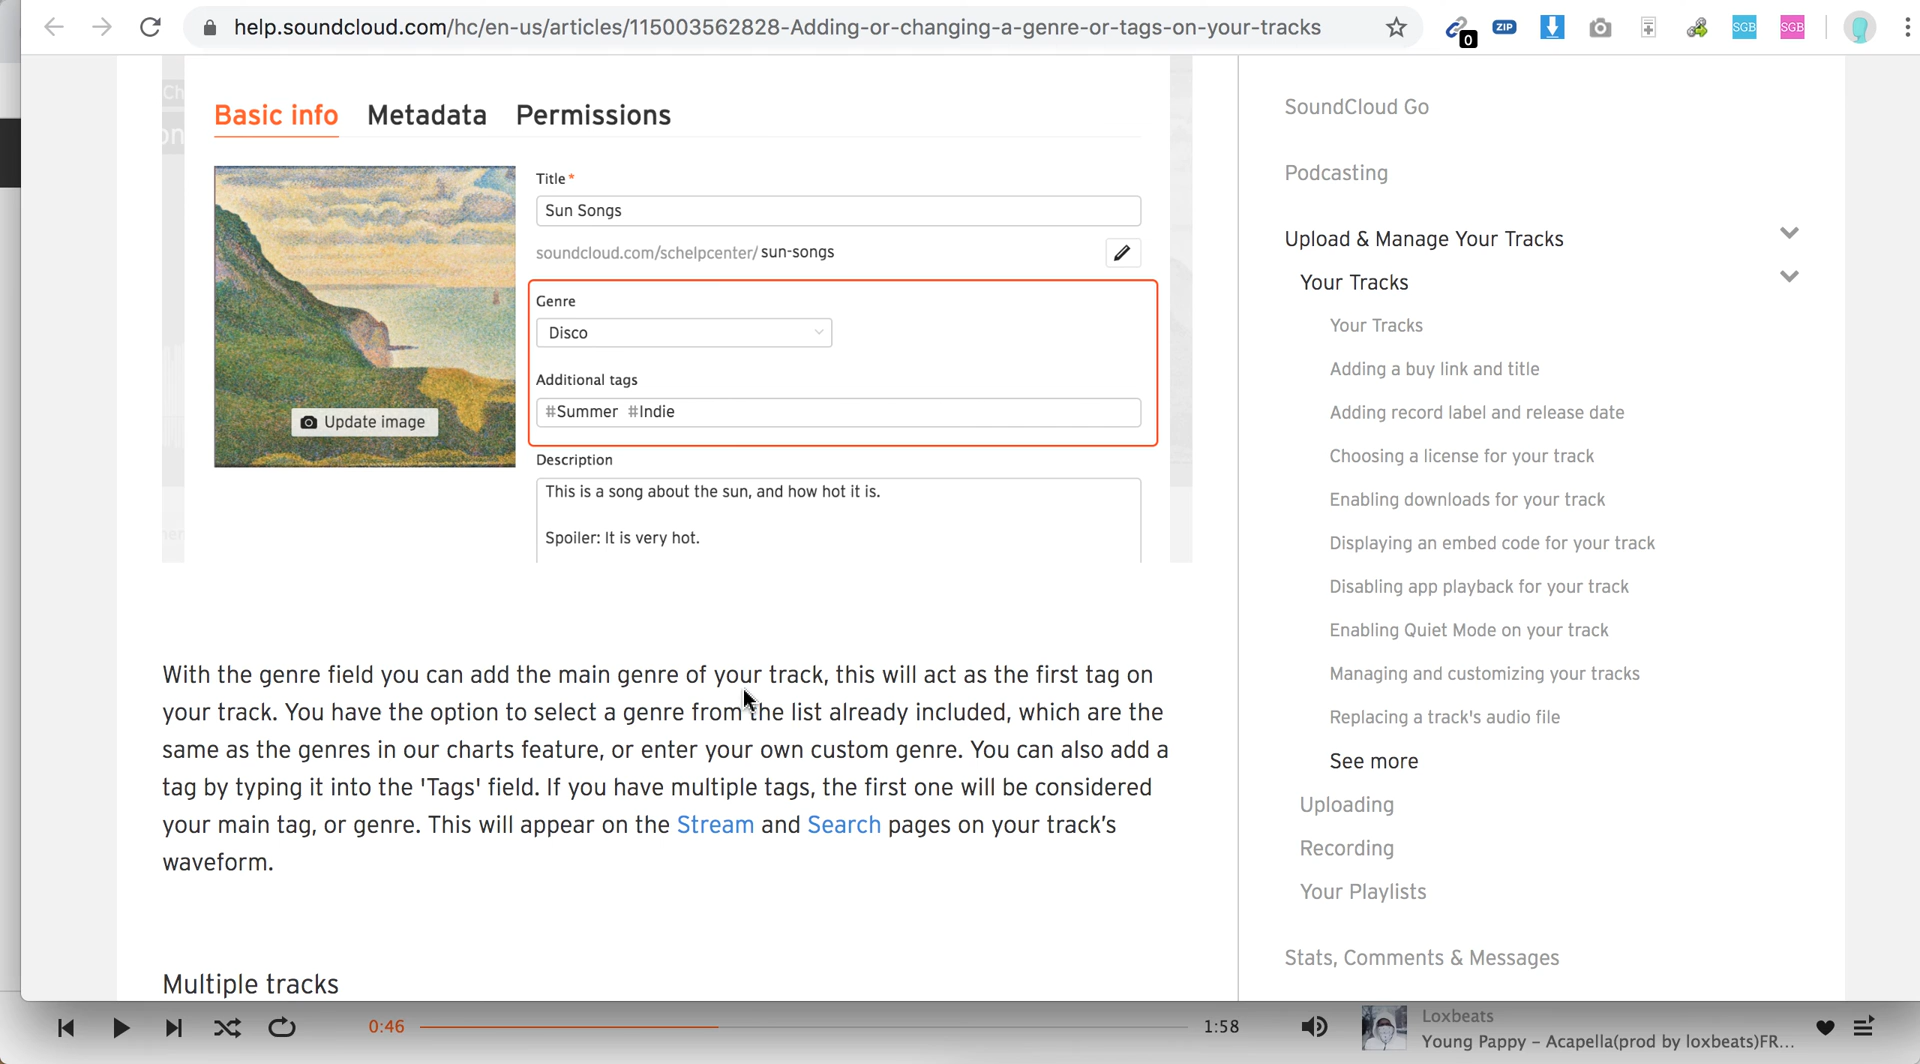 help.soundcloud.com/hc/en-us/articles/115003562828-Adding-or-changing-a-genre-or-tags-on-your-tracks
0
ZIP
SGB
SGB
Basic info Metadata Permissions
Title*
Sun Songs
soundcloud.com/schelpcenter/ sun-songs
Genre
Disco
Additional tags
#Summer #Indie
Update image
Description
This is a song about the sun, and how hot it is.
Spoiler: It is very hot.
With the genre field you can add the main genre of your track, this will act as the first tag on
your track. You have the option to select a genre from the list already included, which are the
same as the genres in our charts feature, or enter your own custom genre. You can also add a
tag by typing it into the 'Tags' field. If you have multiple tags, the first one will be considered
your main tag, or genre. This will appear on the Stream and Search pages on your track’s
waveform.
Multiple tracks
SoundCloud Go
Podcasting
Upload & Manage Your Tracks
Your Tracks
Your Tracks
Adding a buy link and title
Adding record label and release date
Choosing a license for your track
Enabling downloads for your track
Displaying an embed code for your track
Disabling app playback for your track
Enabling Quiet Mode on your track
Managing and customizing your tracks
Replacing a track's audio file
See more
Uploading
Recording
Your Playlists
Stats, Comments & Messages
0:46
1:58
Loxbeats
Young Pappy – Acapella(prod by loxbeats)FR...